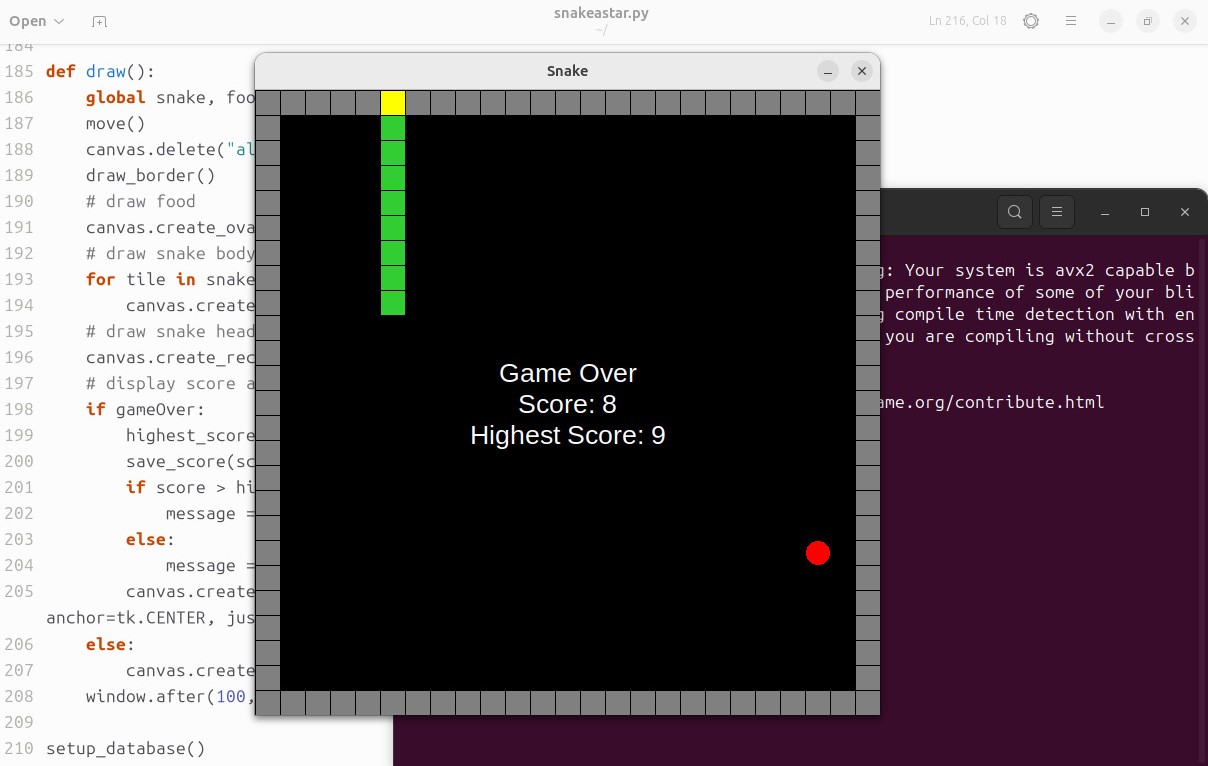 Open
snakeastar.py
~/
Ln 216, Col 18
184
185 def draw():
186 global snake, foo
187 move()
188 canvas.delete("al
189 draw_border()
190 # draw food
191 canvas.create_ova
192 # draw snake body
193 for tile in snake
194 canvas.create
195 # draw snake head
196 canvas.create_rec
197 # display score a
198 if gameOver:
199 highest_score
200 save_score(sc
201 if score > hi
202 message =
203 else:
204 message =
205 canvas.create
anchor=tk.CENTER, jus
206 else:
207 canvas.create
208 window.after(100,
209
210 setup_database()
Snake
Game Over
Score: 8
Highest Score: 9
g: Your system is avx2 capable b
performance of some of your bli
g compile time detection with en
you are compiling without cross
ame.org/contribute.html